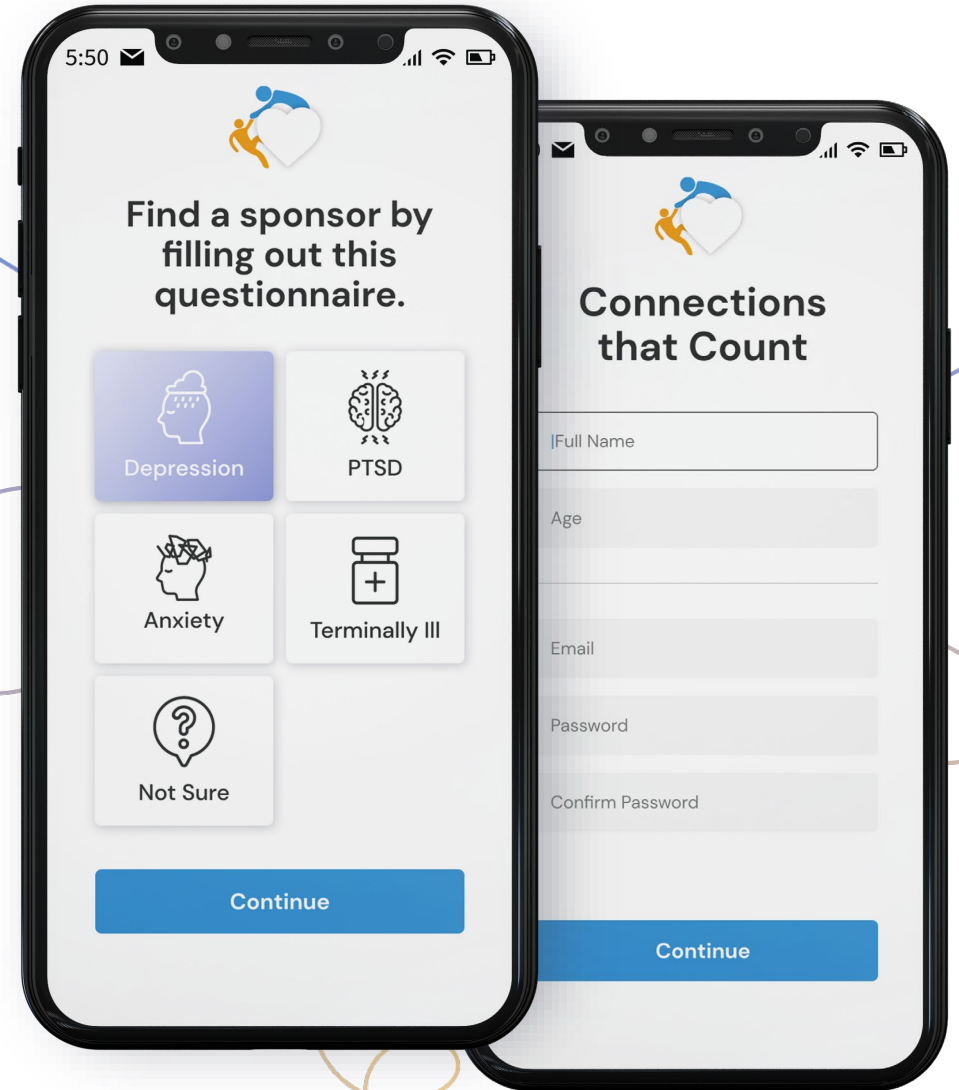 5:50
Find a sponsor by
filling out this
questionnaire.
Depression
PTSD
Anxiety
Terminally Ill
Not Sure
Continue
Connections
that Count
Full Name
Age
Email
Password
Confirm Password
Continue